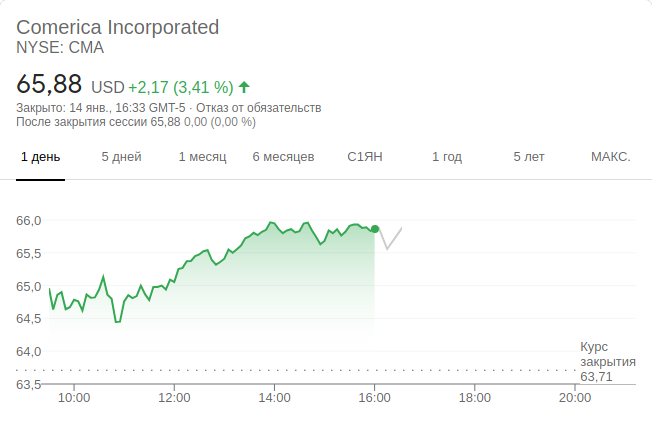 Comerica Incorporated
NYSE: CMA
65,88 USD +2,17 (3,41 %)
Закрыто: 14 янв., 16:33 GMT-5 · Отказ от обязательств
После закрытия сессии 65,88 0,00 (0,00 %)
1 день 5 дней 1 месяц 6 месяцев С1ЯН 1 год 5 лет МАКС.
66,0
65,5
65,0
64,5
64,0
Курс
закрытия
63,71
63,5
10:00 12:00 14:00 16:00 18:00 20:00